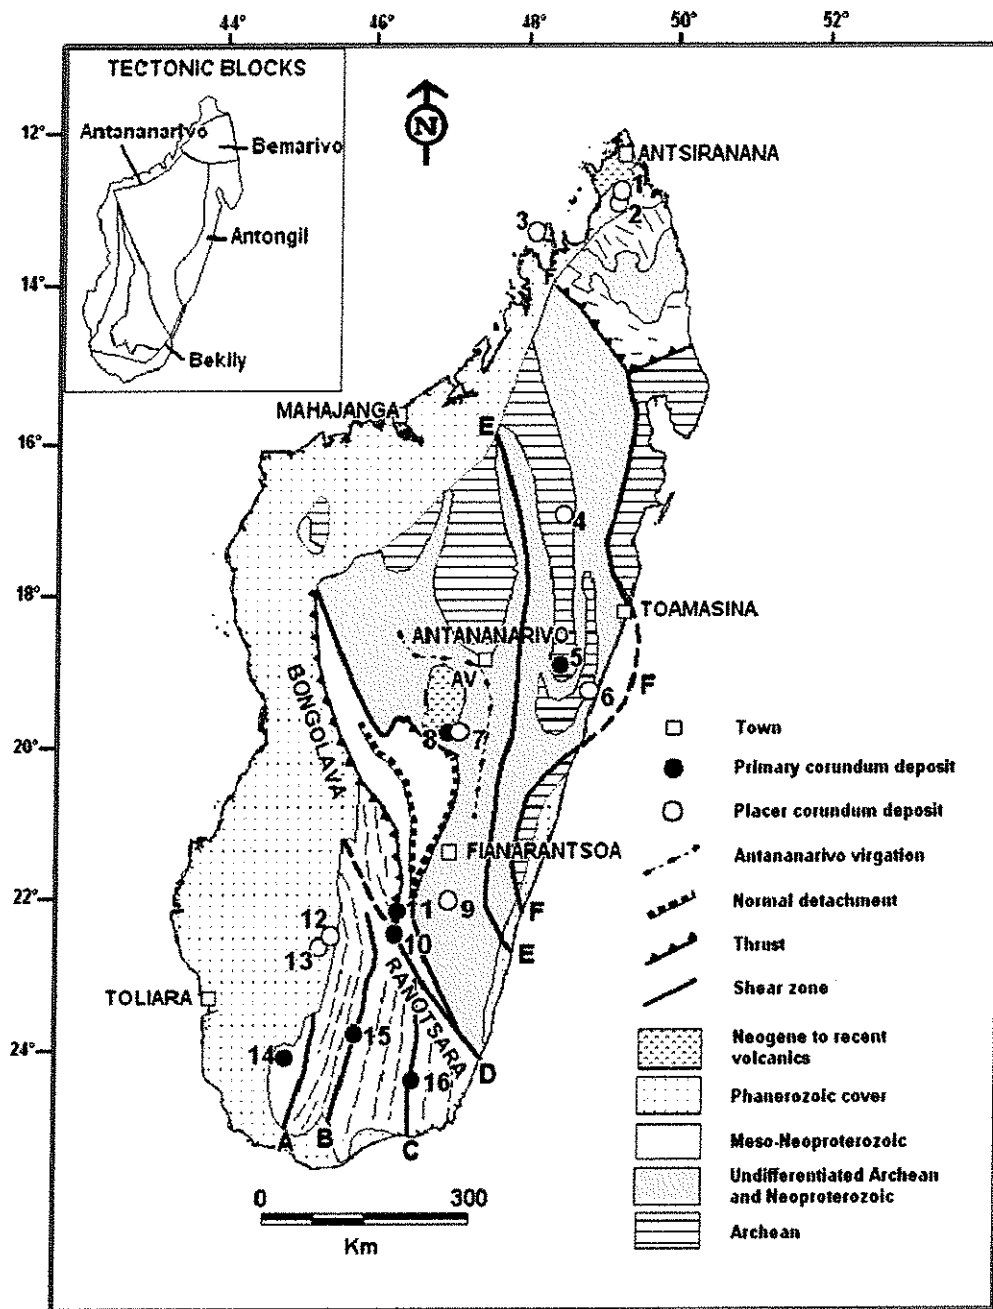 44° 46° 48° 50° 52°
TECTONIC BLOCKS
Antananarivo
Bemarivo
Antongil
Bekily
N
12°
14°
16°
18°
20°
22°
24°
ANTSIRANANA
1
2
3
F
MAHAJANGA
E
4
TOAMASINA
ANTANANARIVO
AV
5
6
F
BONGOLAVA
8
7
FIANARANTSOA
9
F
E
11
10
12
13
RANOTSARA
TOLIARA
14
15
16
D
A
B
C
0 300
Km
Town
Primary corundum deposit
Placer corundum deposit
Antananarivo virgation
Normal detachment
Thrust
Shear zone
Neogene to recent
volcanics
Phanerozoic cover
Meso-Neoproterozoic
Undifferentiated Archean
and Neoproterozoic
Archean